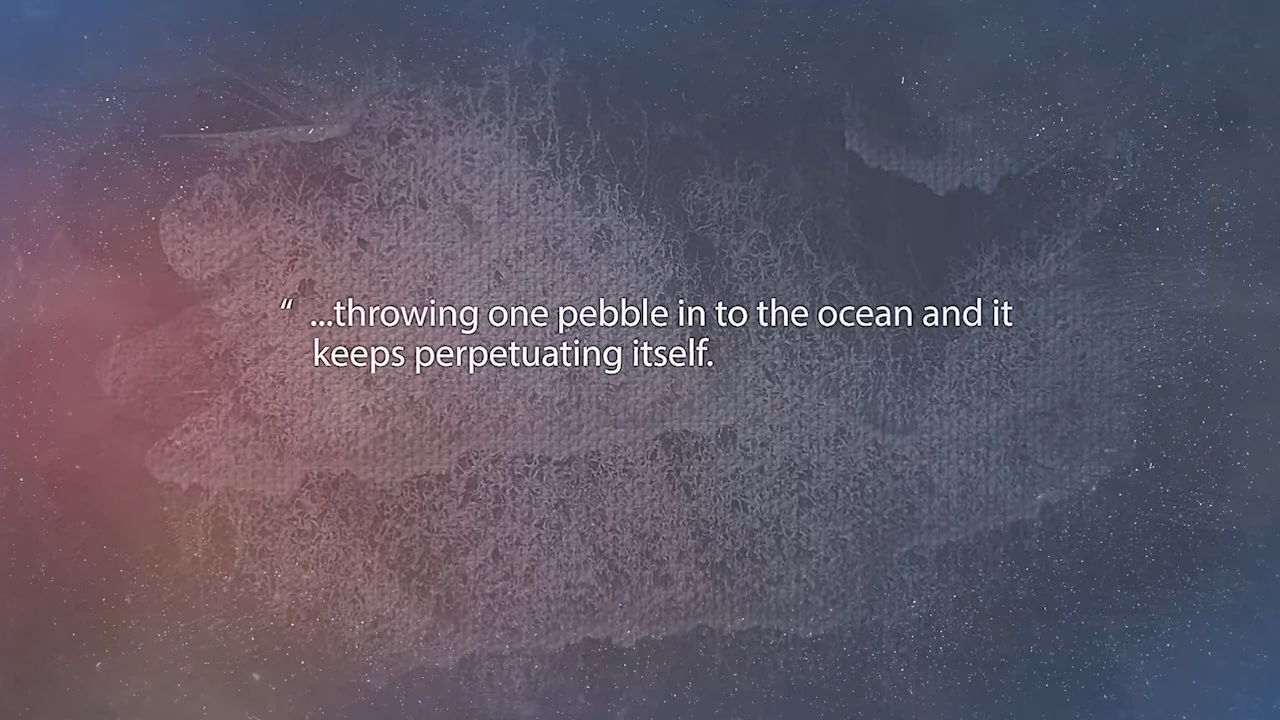 “ ...throwing one pebble in to the ocean and it
keeps perpetuating itself.